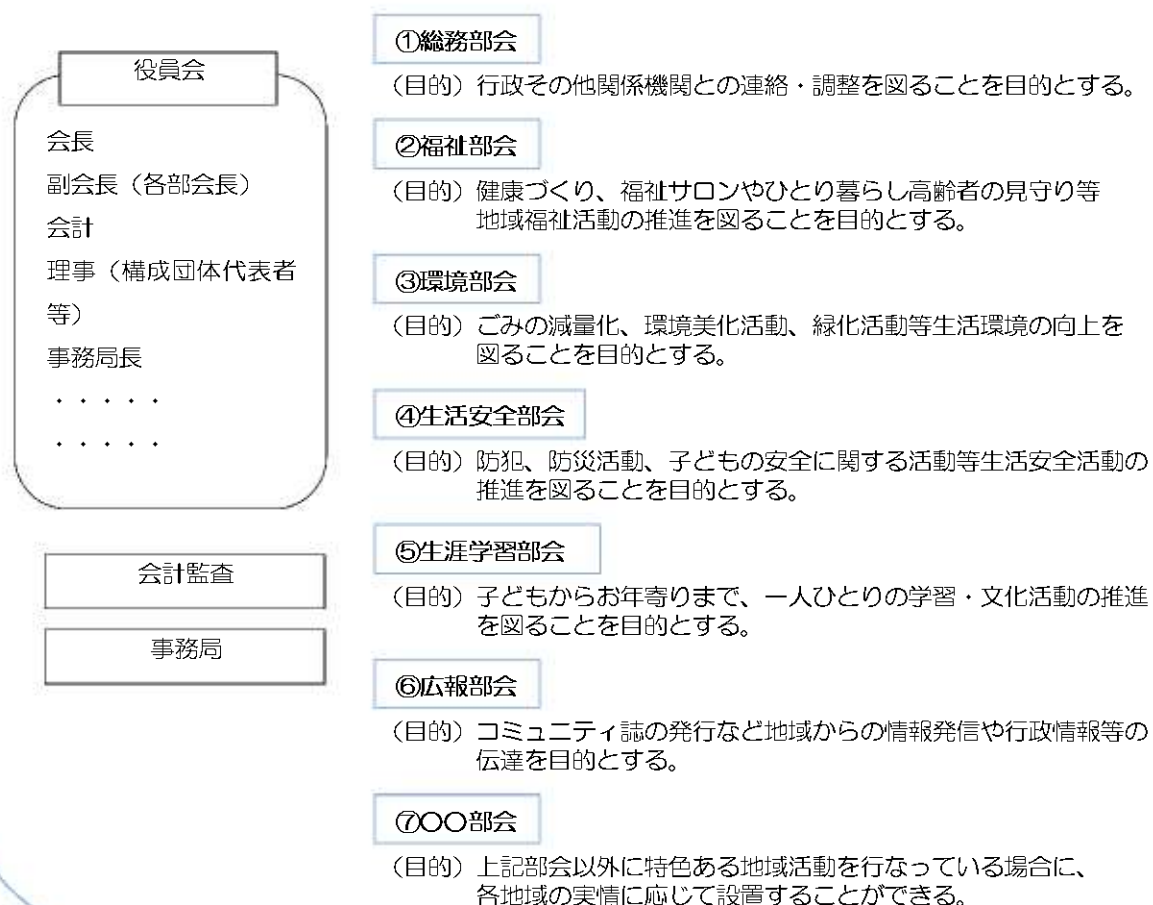 役員会
会長
副会長（各部会長）
会計
理事（構成団体代表者
等）
事務局長
・・・・・
・・・・・
会計監査
事務局
①総務部会
（目的）行政その他関係機関との連絡・調整を図ることを目的とする。
②福祉部会
（目的）健康づくり、福祉サロンやひとり暮らし高齢者の見守り等
地域福祉活動の推進を図ることを目的とする。
③環境部会
（目的）ごみの減量化、環境美化活動、緑化活動等生活環境の向上を
図ることを目的とする。
④生活安全部会
（目的）防犯、防災活動、子どもの安全に関する活動等生活安全活動の
推進を図ることを目的とする。
⑤生涯学習部会
（目的）子どもからお年寄りまで、一人ひとりの学習・文化活動の推進
を図ることを目的とする。
⑥広報部会
（目的）コミュニティ誌の発行など地域からの情報発信や行政情報等の
伝達を目的とする。
⑦〇〇部会
（目的）上記部会以外に特色ある地域活動を行なっている場合に、
各地域の実情に応じて設置することができる。